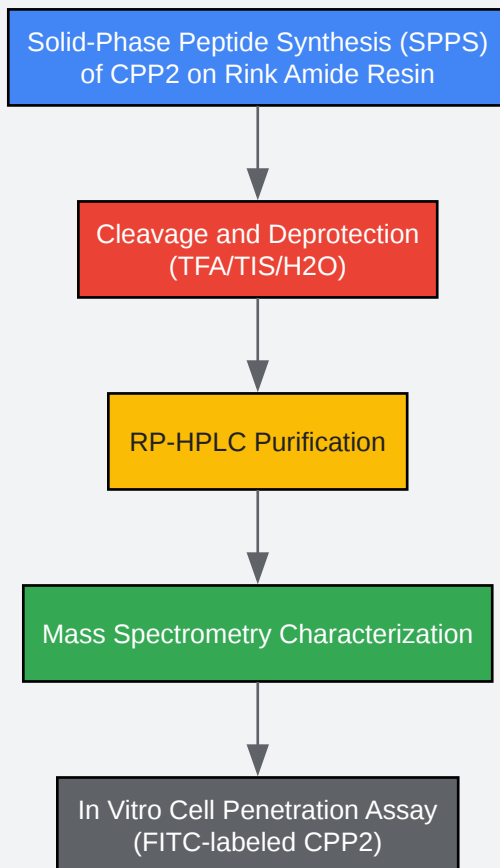 Solid-Phase Peptide Synthesis (SPPS)
of CPP2 on Rink Amide Resin
Cleavage and Deprotection
(TFA/TIS/H2O)
RP-HPLC Purification
Mass Spectrometry Characterization
In Vitro Cell Penetration Assay
(FITC-labeled CPP2)